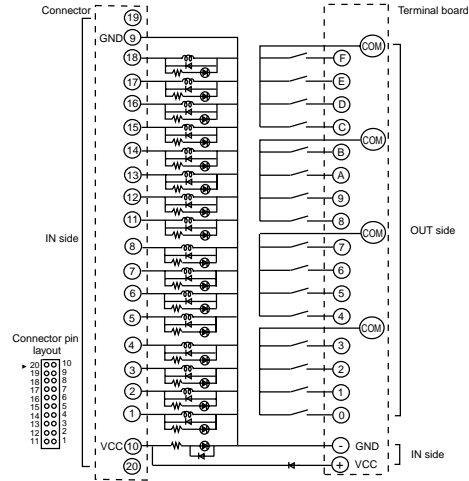 Connector
Terminal board
19
GND 9
COM
18
F
17
E
16
D
15
C
COM
14
B
13
A
12
9
11
8
COM
IN side
OUT side
8
7
7
6
6
5
5
4
COM
4
3
3
2
2
1
1
0
VCC 10
- GND
IN side
+ VCC
20
Connector pin
layout
20 10
19 9
18 8
17 7
16 6
15 5
14 4
13 3
12 2
11 1